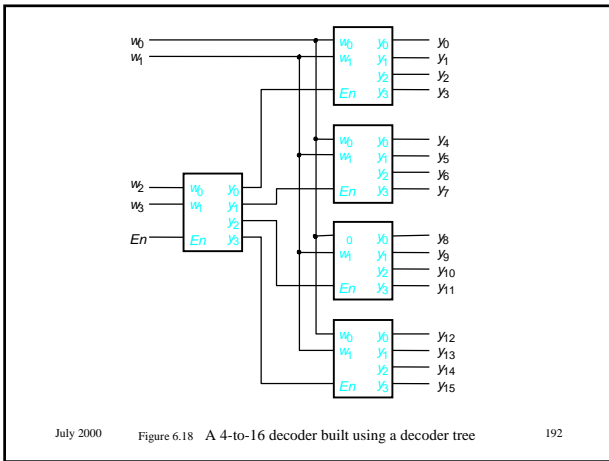 w0
w1
w0 y0 y0
w1 y1 y1
y2 y2
En y3 y3
w0 y0 y4
w1 y1 y5
y2 y6
En y3 y7
w2 w0 y0
w3 w1 y1
y2
En En y3
0 y0 y8
w1 y1 y9
y2 y10
En y3 y11
w0 y0 y12
w1 y1 y13
y2 y14
En y3 y15
July 2000 Figure 6.18 A 4-to-16 decoder built using a decoder tree 192